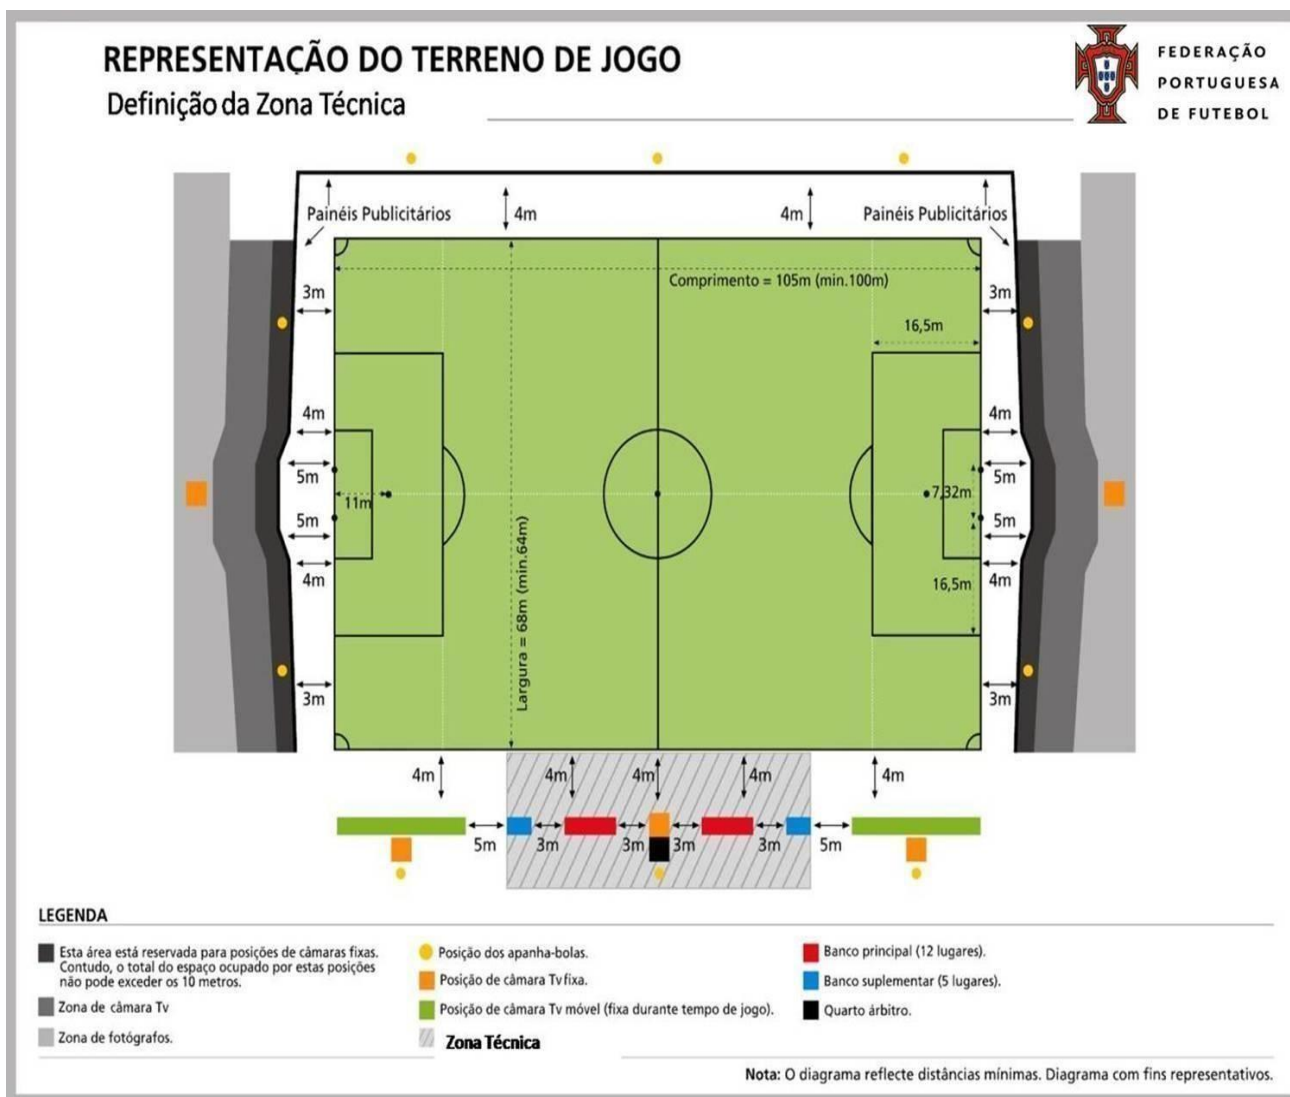 REPRESENTAÇÃO DO TERRENO DE JOGO
Definição da Zona Técnica
FEDERAÇÃO
PORTUGUESA
DE FUTEBOL
Painéis Publicitários
4m
4m
Painéis Publicitários
Comprimento = 105m (min.100m)
3m
3m
16,5m
4m
4m
5m
5m
11m
7,32m
5m
5m
4m
16,5m
4m
Largura = 68m (min.64m)
3m
3m
4m
4m
4m
4m
4m
5m
3m
3m
3m
3m
5m
LEGENDA
Esta área está reservada para posições de câmaras fixas.
Contudo, o total do espaço ocupado por estas posições
não pode exceder os 10 metros.
Zona de câmara Tv
Zona de fotógrafos.
Posição dos apanha-bolas.
Posição de câmara Tv fixa.
Posição de câmara Tv móvel (fixa durante tempo de jogo).
Zona Técnica
Banco principal (12 lugares).
Banco suplementar (5 lugares).
Quarto árbitro.
Nota: O diagrama reflecte distâncias mínimas. Diagrama com fins representativos.